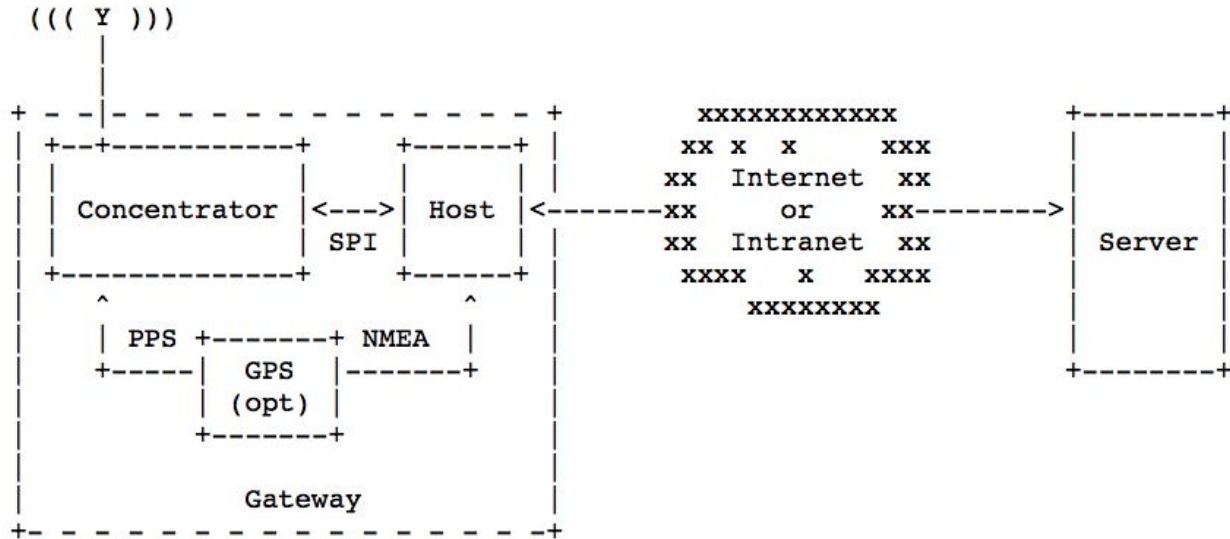 ((( Y )))
Concentrator
SPI
Host
Internet
or
Intranet
Server
PPS
GPS
(opt)
NMEA
Gateway